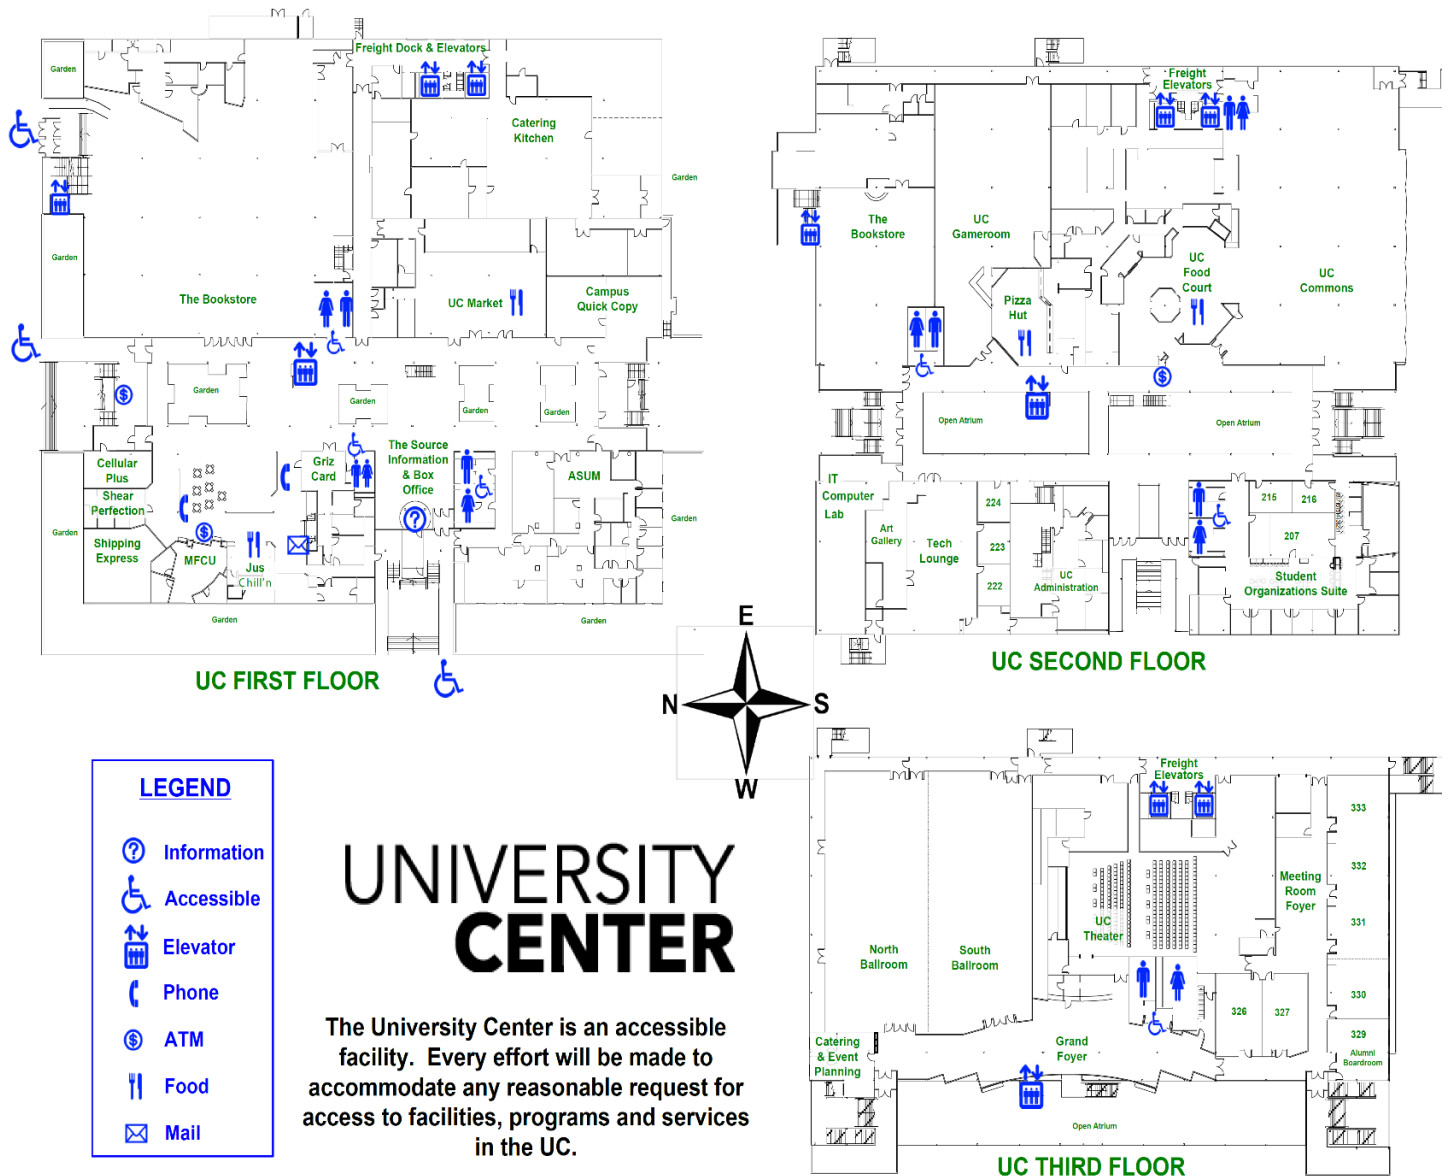 Freight Dock & Elevators
Garden
Catering
Kitchen
Garden
Garden
The Bookstore
UC Market
Campus
Quick Copy
Garden
Garden
Garden
Garden
Cellular
Plus
Shear
Perfection
Shipping
Express
Garden
MFCU
Jus
Chill'n
Griz
Card
The Source
Information
& Box
Office
ASUM
Garden
Garden
Garden
UC FIRST FLOOR
Freight
Elevators
The
Bookstore
UC
Gameroom
Pizza
Hut
UC
Food
Court
UC
Commons
Open Atrium
Open Atrium
IT
Computer
Lab
Art
Gallery
Tech
Lounge
224
223
222
UC
Administration
215
216
207
Student
Organizations Suite
UC SECOND FLOOR
E
N
S
W
LEGEND
Information
Accessible
Elevator
Phone
ATM
Food
Mail
UNIVERSITY
CENTER
The University Center is an accessible
facility. Every effort will be made to
accommodate any reasonable request for
access to facilities, programs and services
in the UC.
Freight
Elevators
333
332
331
330
329
Alumni
Boardroom
Meeting
Room
Foyer
UC
Theater
North
Ballroom
South
Ballroom
326
327
Catering
& Event
Planning
Grand
Foyer
Open Atrium
UC THIRD FLOOR